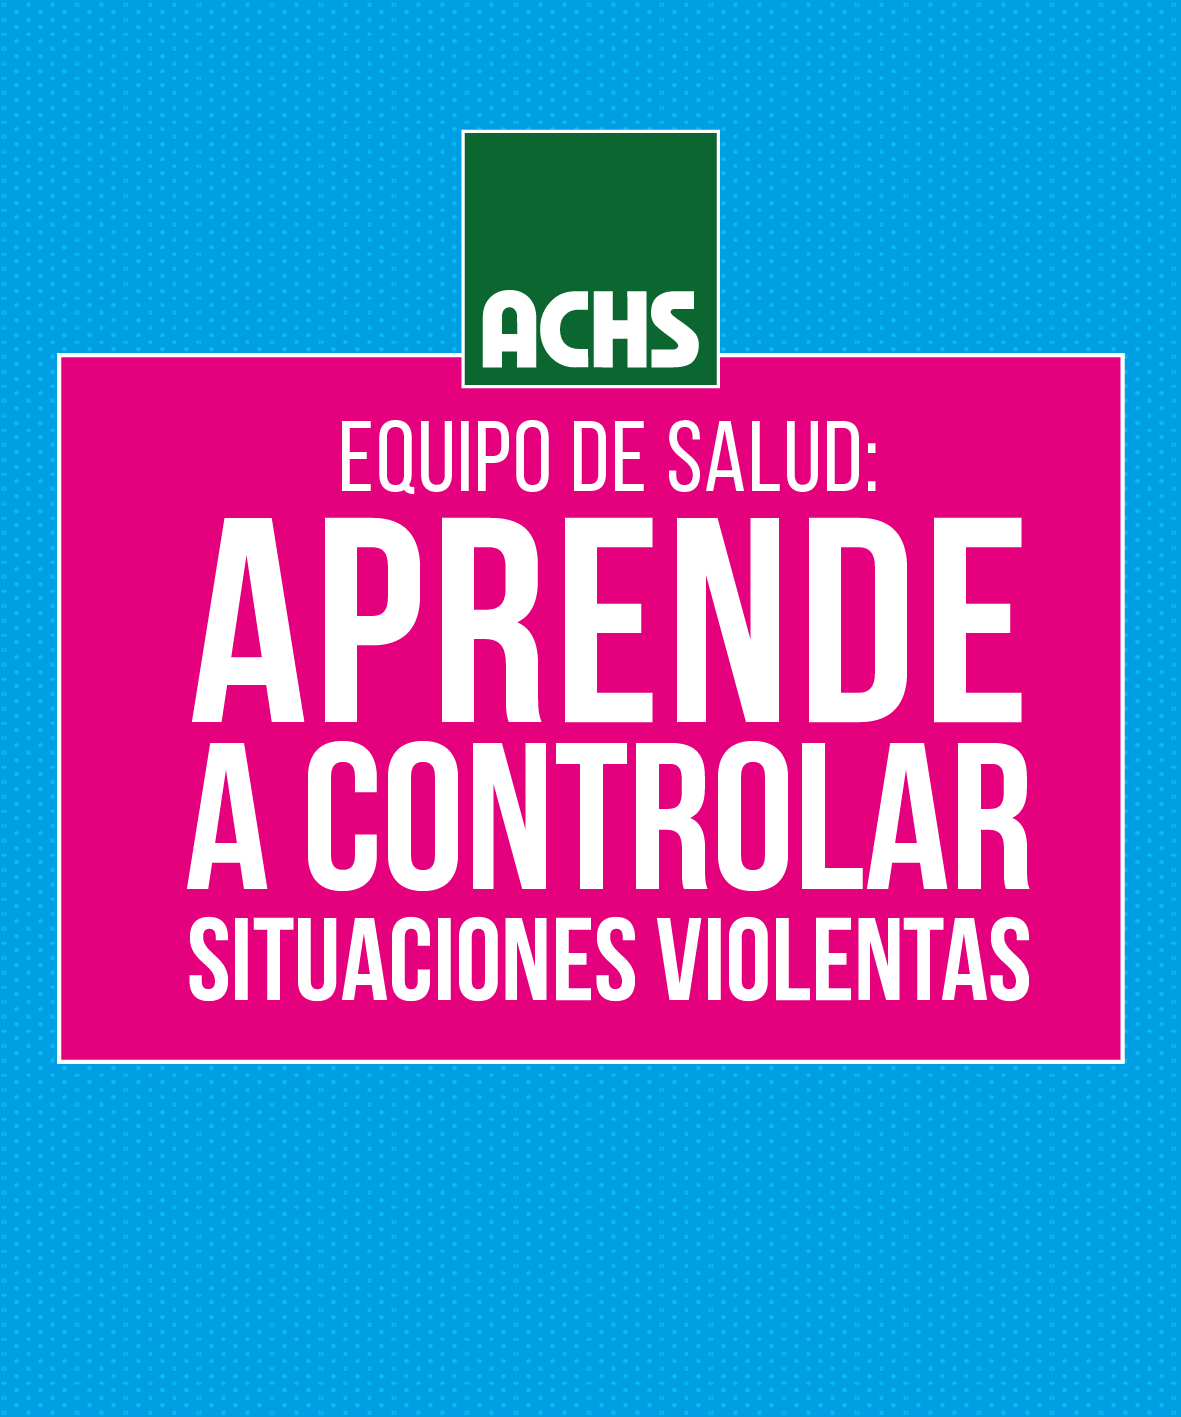 ACHS
EQUIPO DE SALUD:
APRENDE
A CONTROLAR
SITUACIONES VIOLENTAS